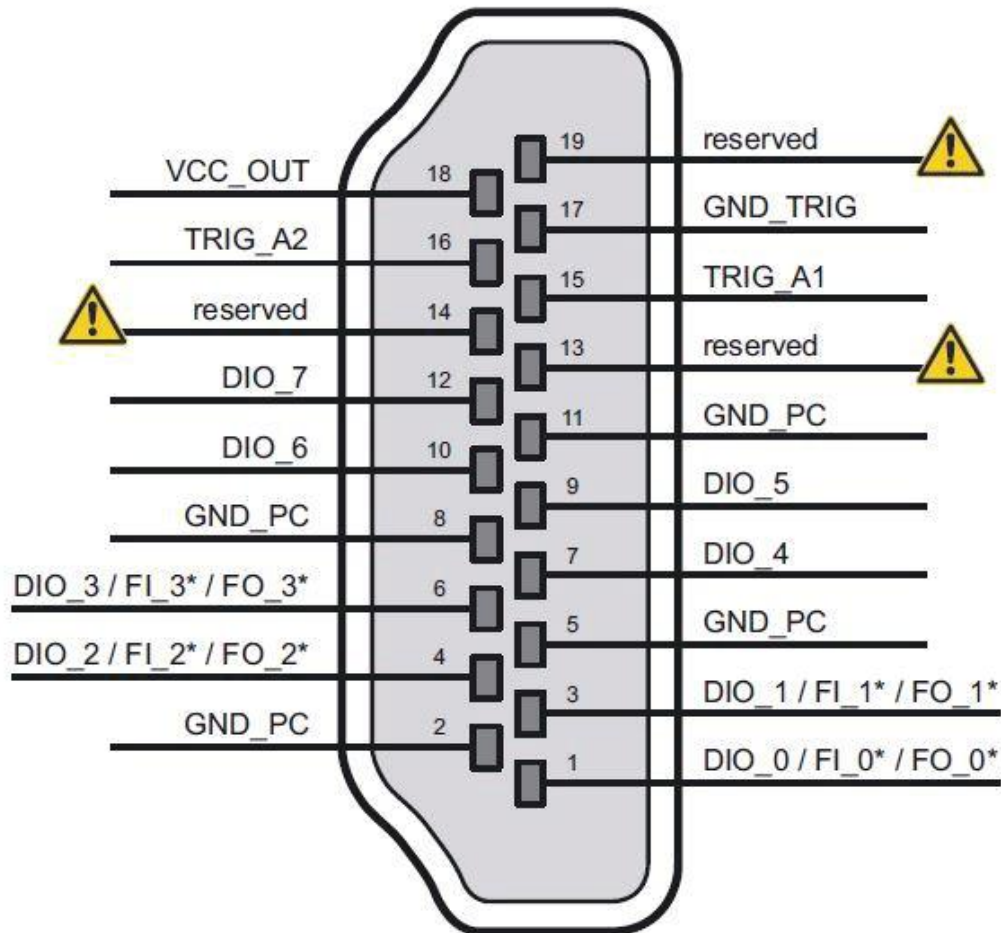 19 reserved
VCC_OUT 18
17 GND_TRIG
TRIG_A2 16
15 TRIG_A1
reserved 14
13 reserved
DIO_7 12
11 GND_PC
DIO_6 10
9 DIO_5
GND_PC 8
7 DIO_4
DIO_3 / FI_3* / FO_3* 6
5 GND_PC
DIO_2 / FI_2* / FO_2* 4
3 DIO_1 / FI_1* / FO_1*
GND_PC 2
1 DIO_0 / FI_0* / FO_0*